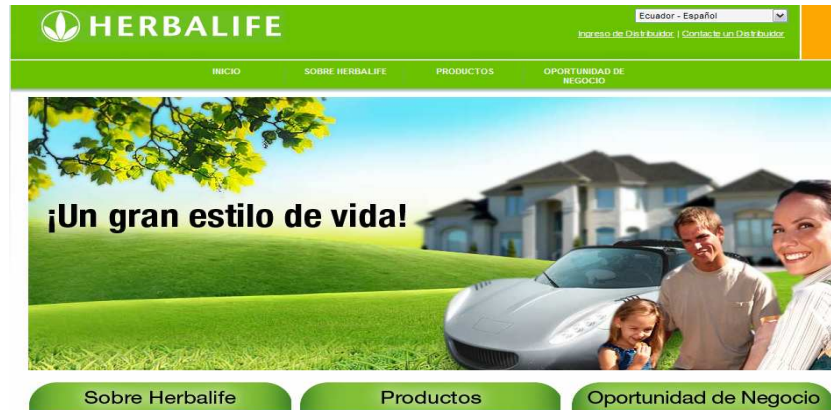 HERBALIFE
Ecuador - Español
Ingreso de Distribuidor | Contacte un Distribuidor
INICIO
SOBRE HERBALIFE
PRODUCTOS
OPORTUNIDAD DE
NEGOCIO
¡Un gran estilo de vida!
Sobre Herbalife
Productos
Oportunidad de Negocio